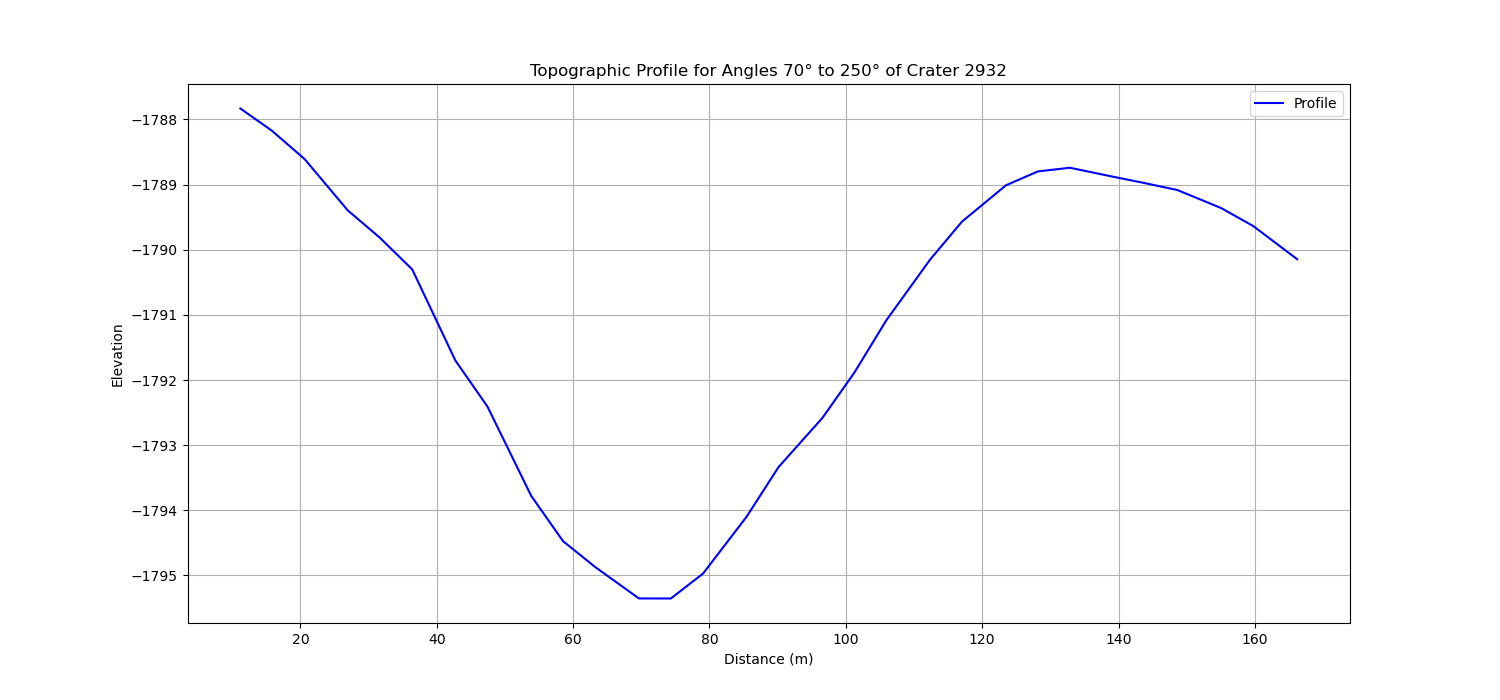 Topographic Profile for Angles 70° to 250° of Crater 2932
Profile
−1788
−1789
−1790
−1791
−1792
−1793
−1794
−1795
Elevation
20 40 60 80 100 120 140 160
Distance (m)